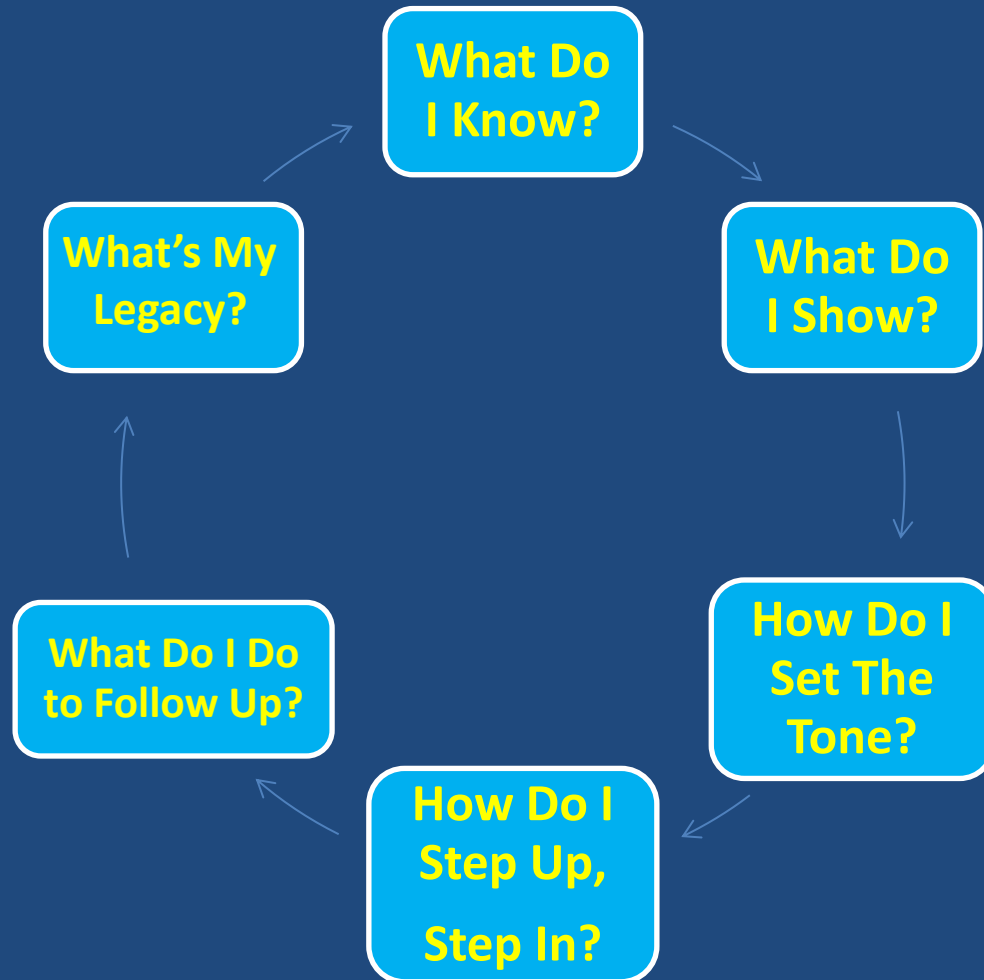 What Do
I Know?
What Do
I Show?
How Do I
Set The
Tone?
How Do I
Step Up,
Step In?
What Do I Do
to Follow Up?
What’s My
Legacy?